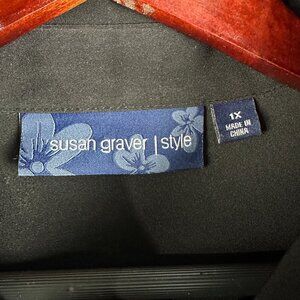 susan graver | style
1X
MADE IN
CHINA